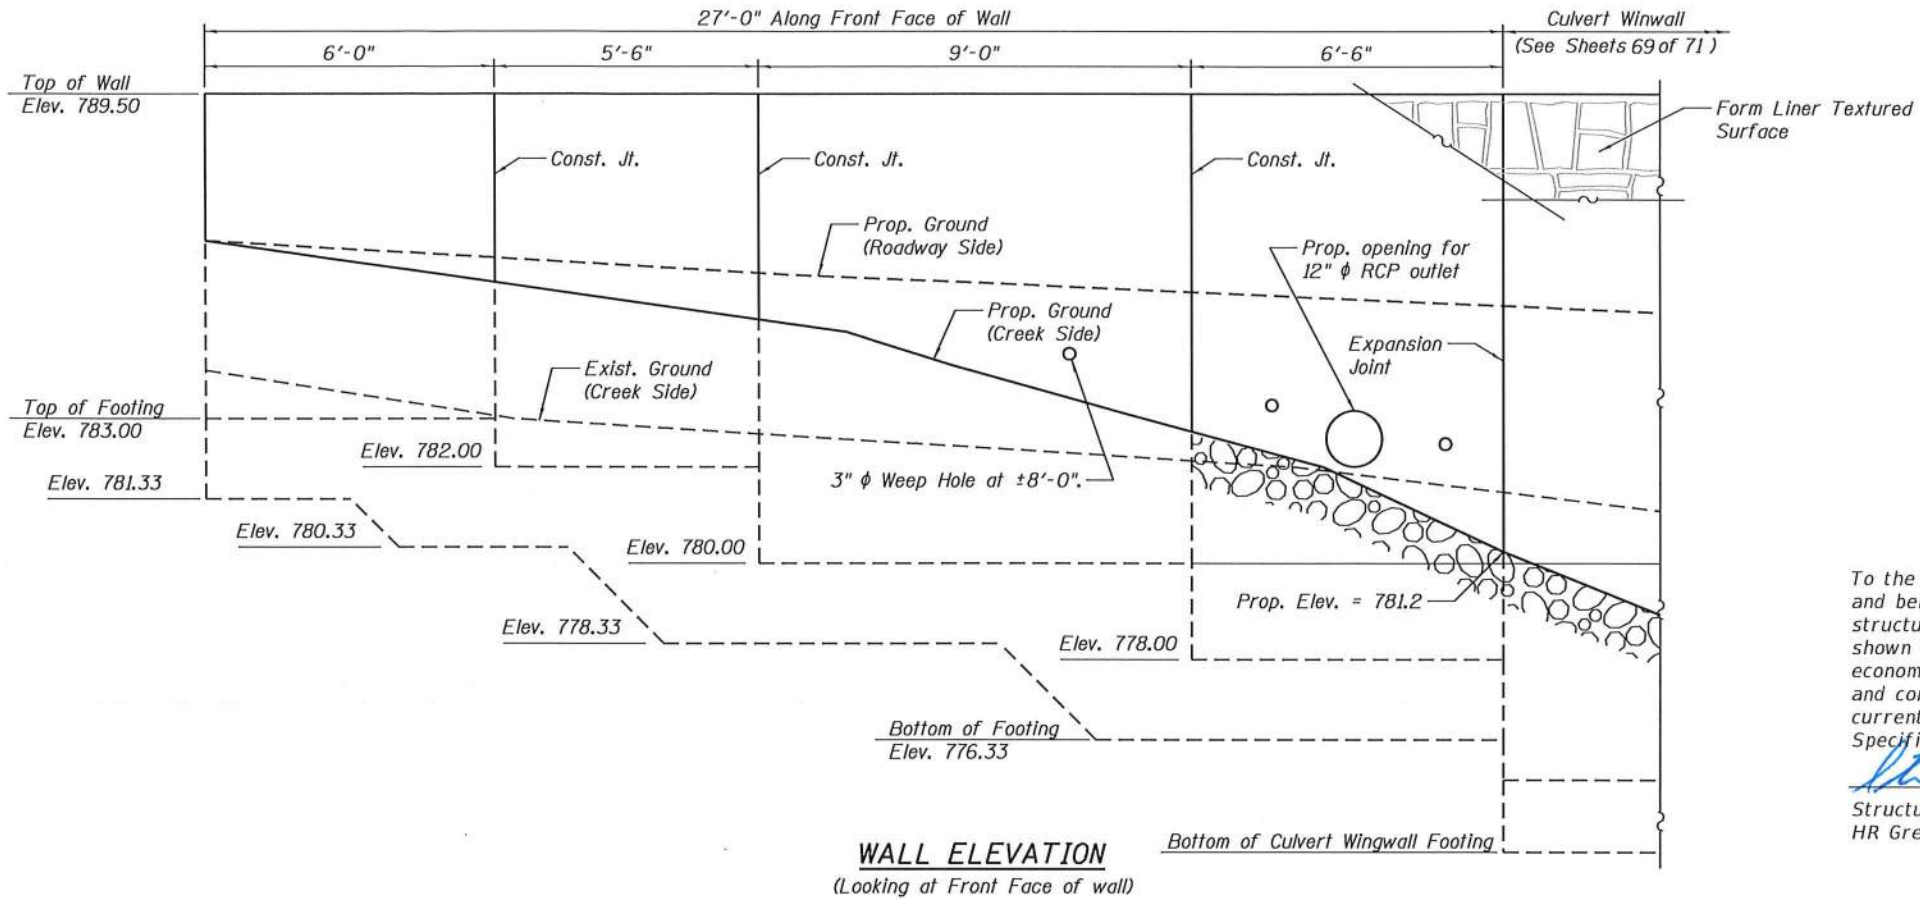 27'-0" Along Front Face of Wall
Culvert Winwall
(See Sheets 69 of 71)
6'-0"
5'-6"
9'-0"
6'-6"
Top of Wall
Elev. 789.50
Form Liner Textured
Surface
Const. Jt.
Const. Jt.
Const. Jt.
Prop. Ground
(Roadway Side)
Prop. opening for
12" ϕ RCP outlet
Prop. Ground
(Creek Side)
Expansion
Joint
Exist. Ground
(Creek Side)
Top of Footing
Elev. 783.00
Elev. 782.00
3" ϕ Weep Hole at ±8'-0".
Elev. 781.33
Elev. 780.33
Elev. 780.00
Prop. Elev. = 781.2
Elev. 778.33
Elev. 778.00
Bottom of Footing
Elev. 776.33
Bottom of Culvert Wingwall Footing
WALL ELEVATION
(Looking at Front Face of wall)
To the
and be
structu
shown
econom
and co
current
Specifi
Structu
HR Gre